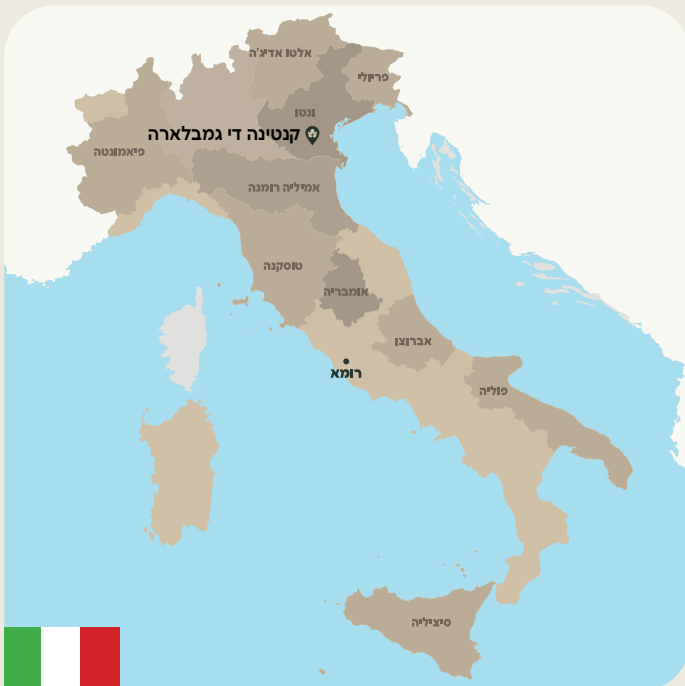 אלטו אדיג'ה
פריולי
ונטו
קנטינה די גמבלארה
פיאמונטה
אמיליה רומנה
טוסקנה
אומבריה
אברוצו
רומא
פוליה
סיציליה